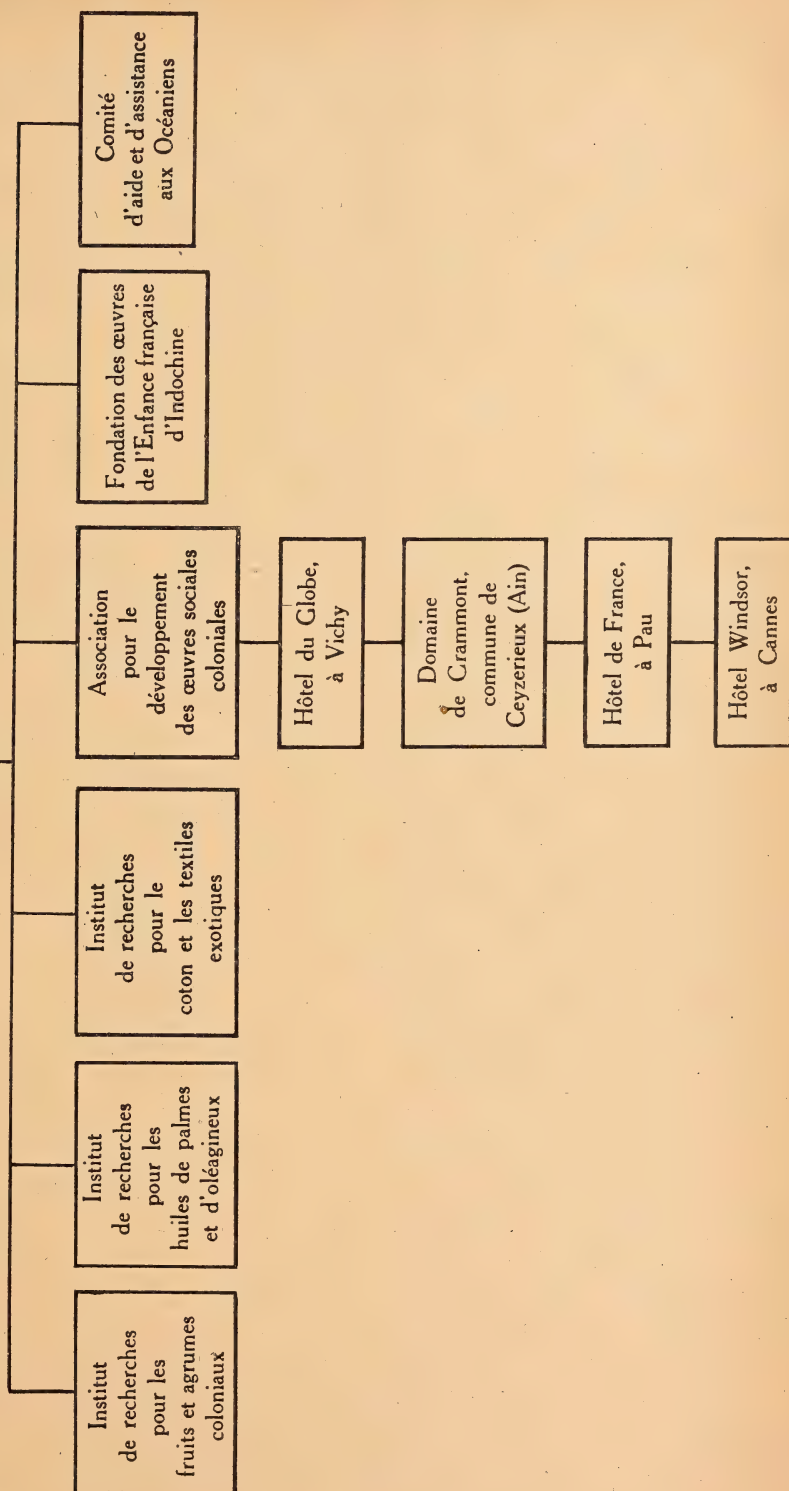 Institut
de recherches
pour les
fruits et agrumes
coloniaux
Institut
de recherches
pour les
huiles de palmes
et d'oléagineux
Institut
de recherches
pour le
coton et les textiles
exotiques
Association
pour le
développement
des œuvres sociales
coloniales
Fondation des œuvres
de l'Enfance française
d'Indochine
Comité
d'aide et d'assistance
aux Océaniens
Hôtel du Globe,
à Vichy
Domaine
de Crammont,
commune de
Ceyzerieux (Ain)
Hôtel de France,
à Pau
Hôtel Windsor,
à Cannes